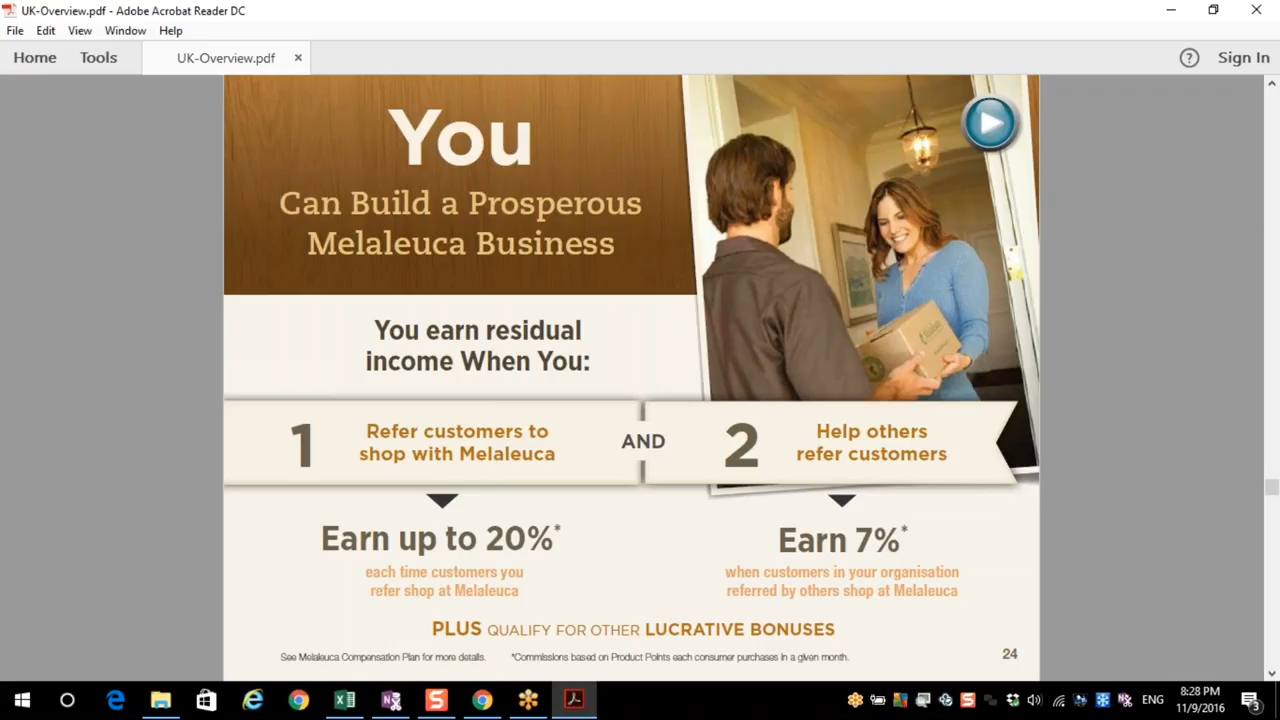 UK-Overview.pdf - Adobe Acrobat Reader DC
File Edit View Window Help
Home Tools UK-Overview.pdf × ? Sign In
You
Can Build a Prosperous
Melaleuca Business
You earn residual
income When You:
1 Refer customers to
shop with Melaleuca
AND
2 Help others
refer customers
Earn up to 20%*
each time customers you
refer shop at Melaleuca
Earn 7%*
when customers in your organisation
referred by others shop at Melaleuca
PLUS QUALIFY FOR OTHER LUCRATIVE BONUSES
See Melaleuca Compensation Plan for more details. *Commissions based on Product Points each consumer purchases in a given month.
24
ENG
8:28 PM
11/9/2016
3